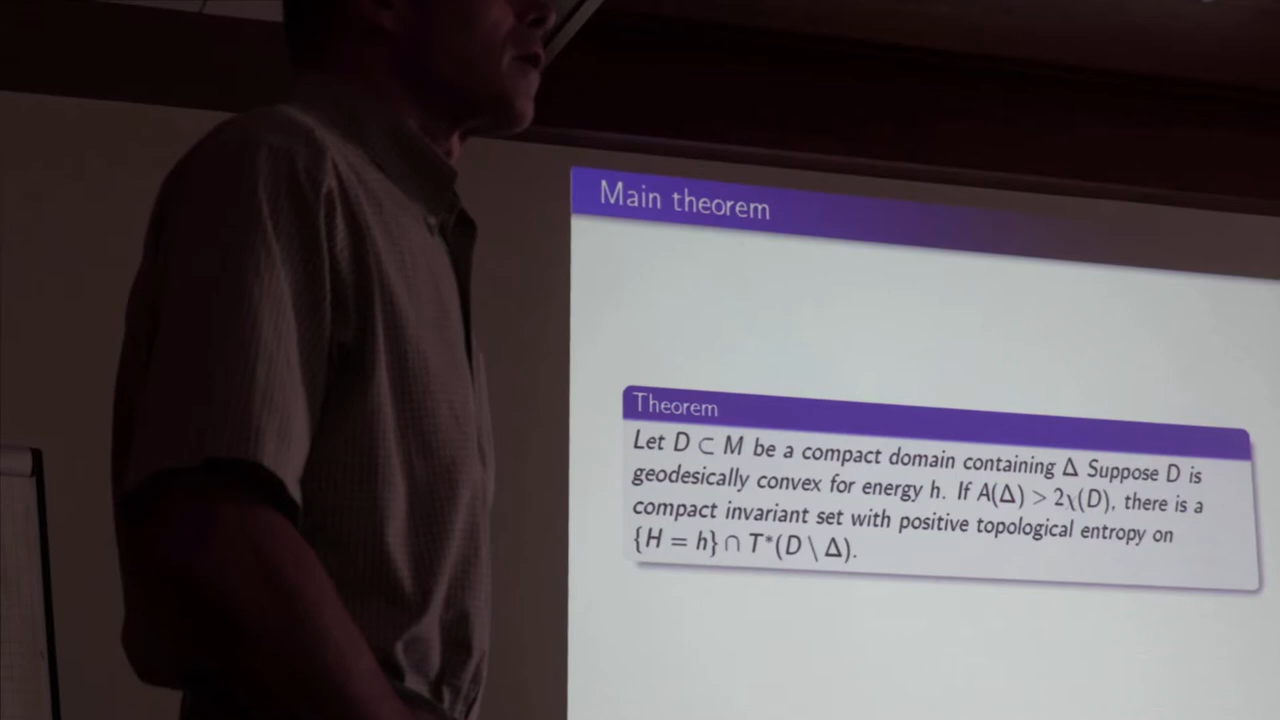 Main theorem
Theorem
Let D ⊂ M be a compact domain containing Δ Suppose D is
geodesically convex for energy h. If A(Δ) > 2χ(D), there is a
compact invariant set with positive topological entropy on
{H = h} ∩ T*(D \ Δ).